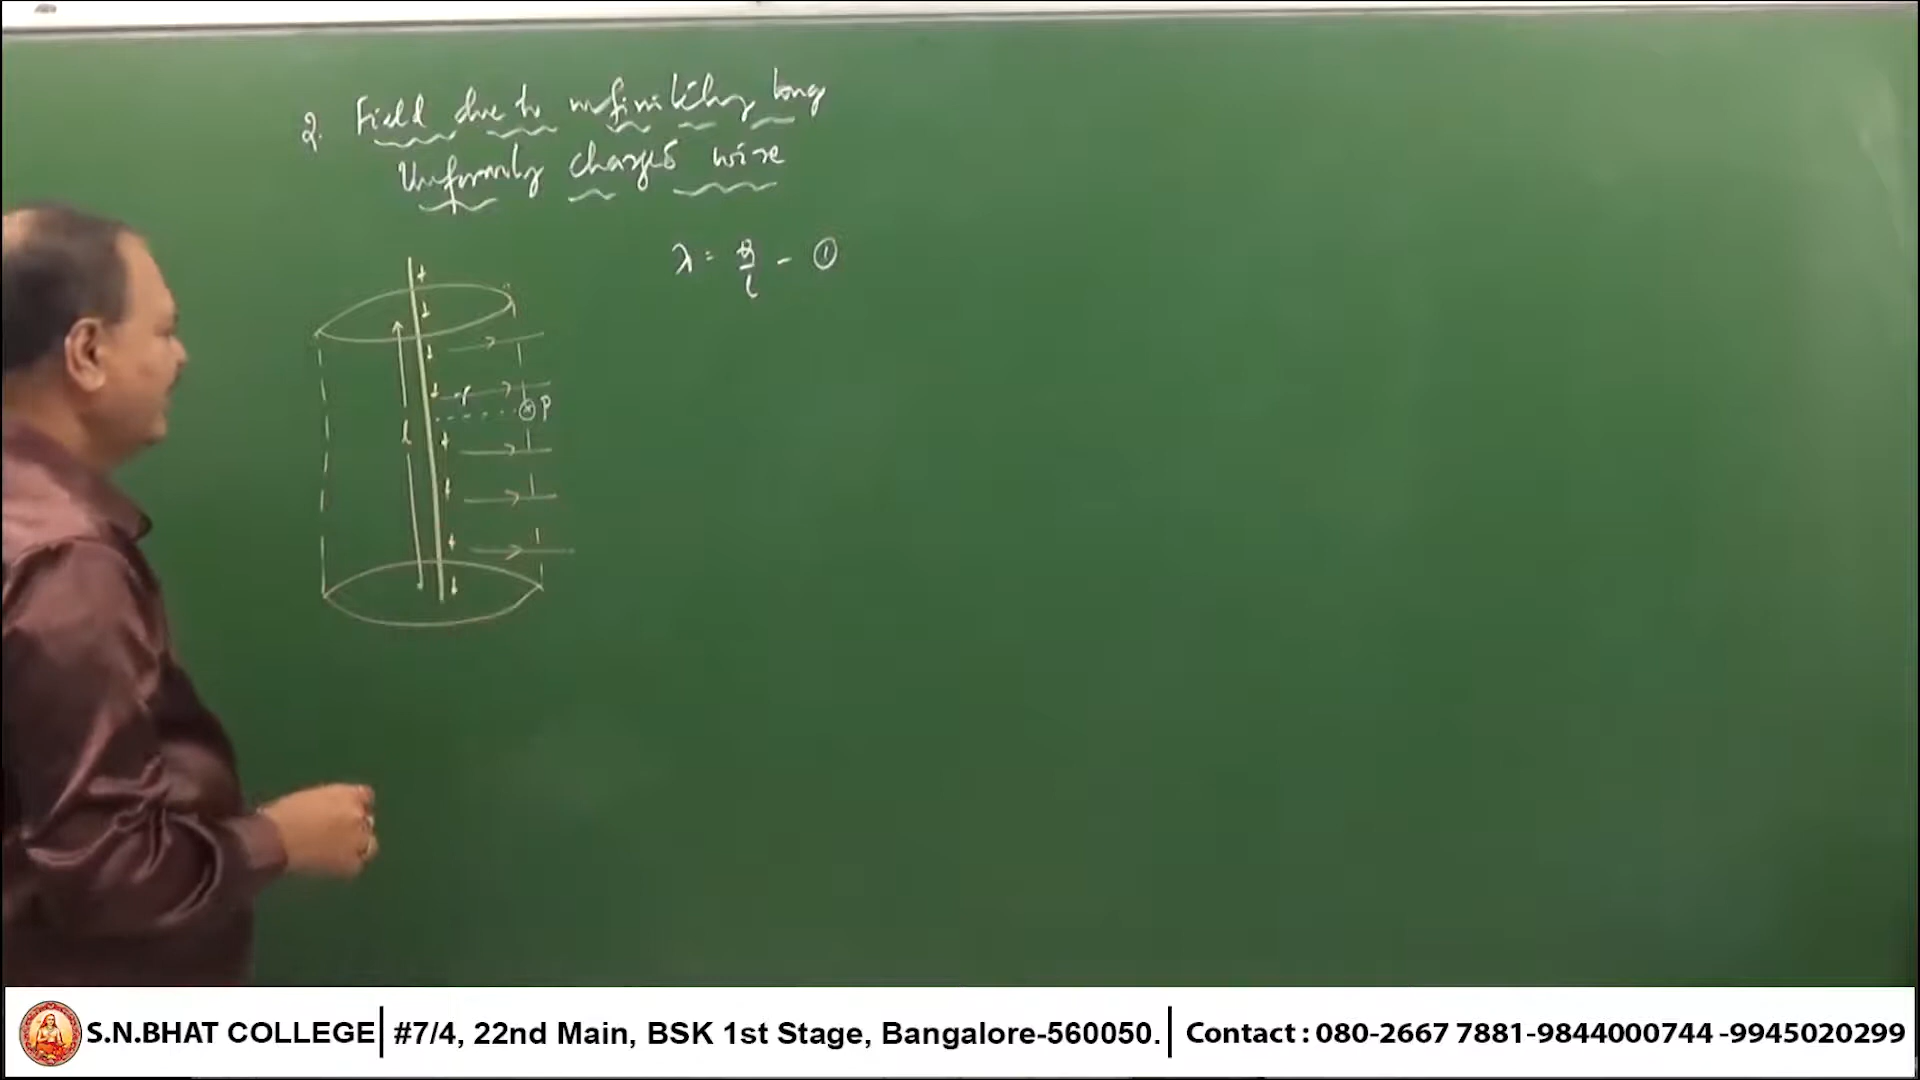 2. Field due to infinitely long
Uniformly charged wire
λ = q/l - ①
+
+
+
+ r
P
l
+
+
+
+
S.N.BHAT COLLEGE | #7/4, 22nd Main, BSK 1st Stage, Bangalore-560050. | Contact : 080-2667 7881-9844000744 -9945020299